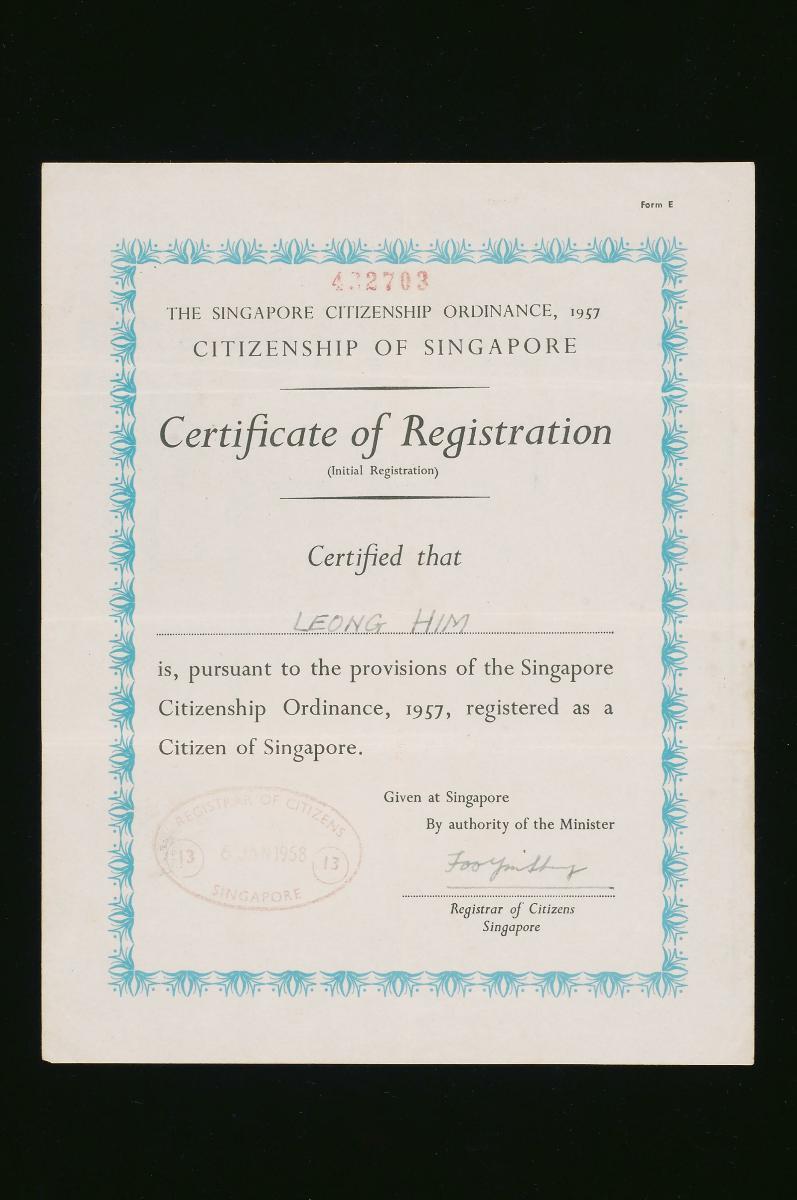 Form E
THE SINGAPORE CITIZENSHIP ORDINANCE, 1957
CITIZENSHIP OF SINGAPORE
Certificate of Registration
(Initial Registration)
Certified that
LEONG HIM
is, pursuant to the provisions of the Singapore
Citizenship Ordinance, 1957, registered as a
Citizen of Singapore.
Given at Singapore
By authority of the Minister
REGISTRAR OF CITIZENS
13 6 JAN 1958 13
SINGAPORE
Registrar of Citizens
Singapore